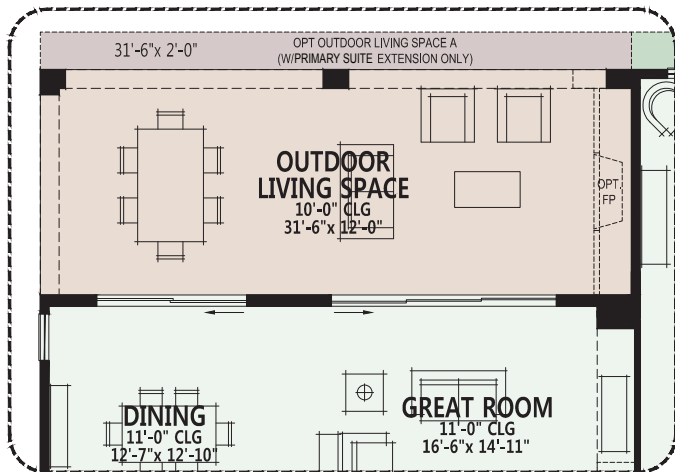 31'-6"x 2'-0"
OPT OUTDOOR LIVING SPACE A
(W/PRIMARY SUITE EXTENSION ONLY)
OUTDOOR
LIVING SPACE
10'-0" CLG
31'-6"x 12'-0"
OPT.
FP
DINING
11'-0" CLG
12'-7"x 12'-10"
GREAT ROOM
11'-0" CLG
16'-6"x 14'-11"